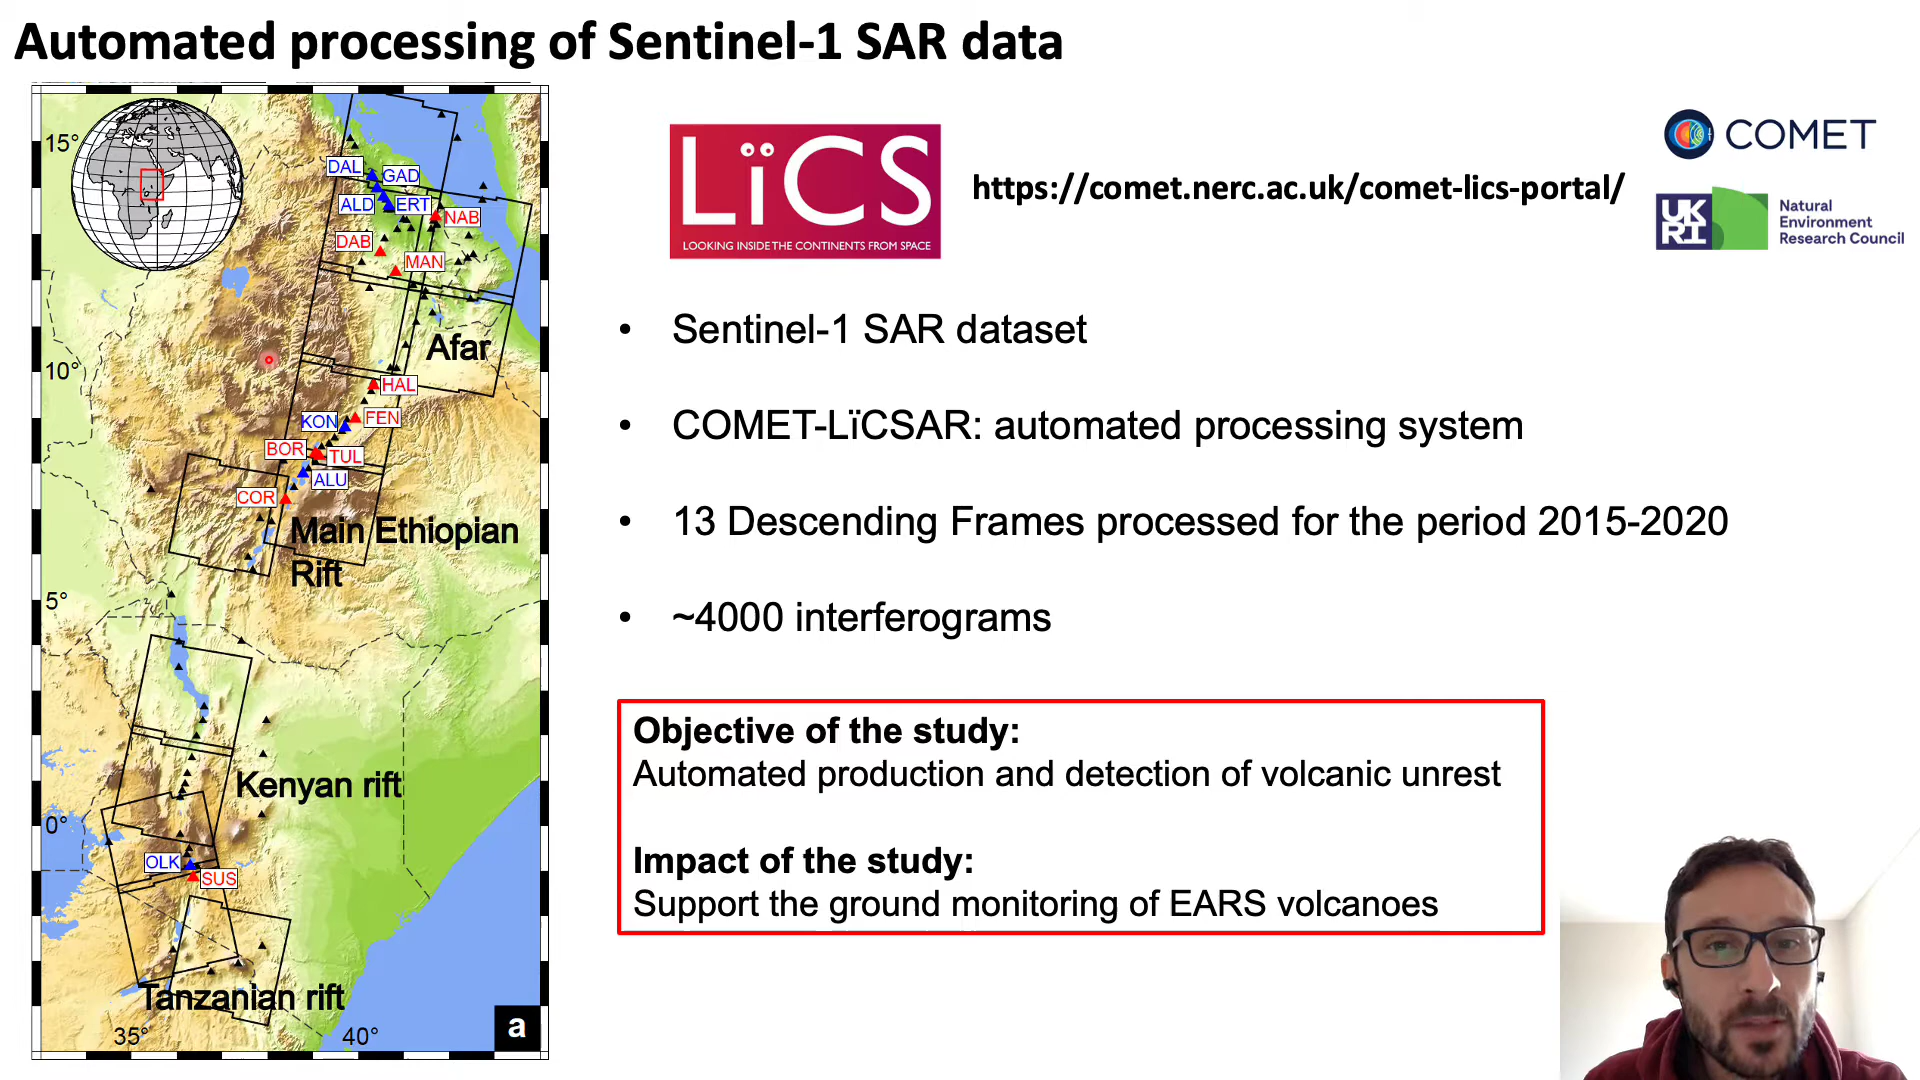 Automated processing of Sentinel-1 SAR data
15°
DAL
GAD
ALD
ERT
NAB
DAB
MAN
Afar
10°
HAL
KON
FEN
BOR
TUL
ALU
COR
Main Ethiopian
Rift
5°
Kenyan rift
0°
OLK
SUS
Tanzanian rift
35°
40°
a
LïCS
LOOKING INSIDE THE CONTINENTS FROM SPACE
https://comet.nerc.ac.uk/comet-lics-portal/
COMET
UKRI
Natural
Environment
Research Council
• Sentinel-1 SAR dataset
• COMET-LïCSAR: automated processing system
• 13 Descending Frames processed for the period 2015-2020
• ~4000 interferograms
Objective of the study:
Automated production and detection of volcanic unrest
Impact of the study:
Support the ground monitoring of EARS volcanoes